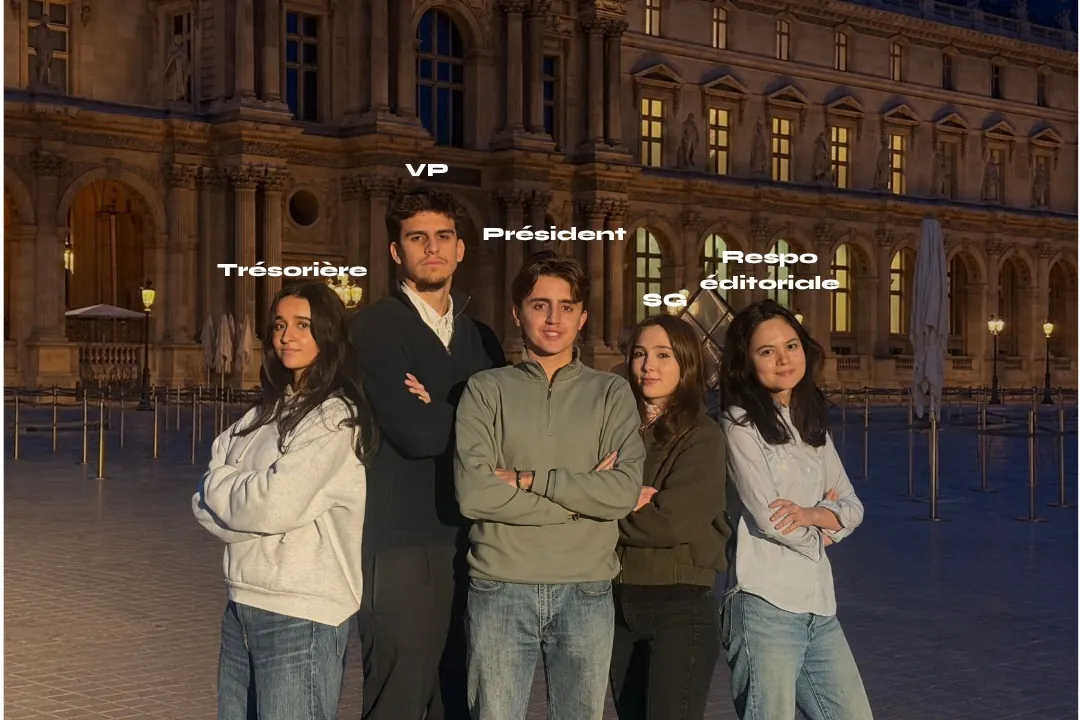 VP
Président
Trésorière
Respo
éditoriale
SG